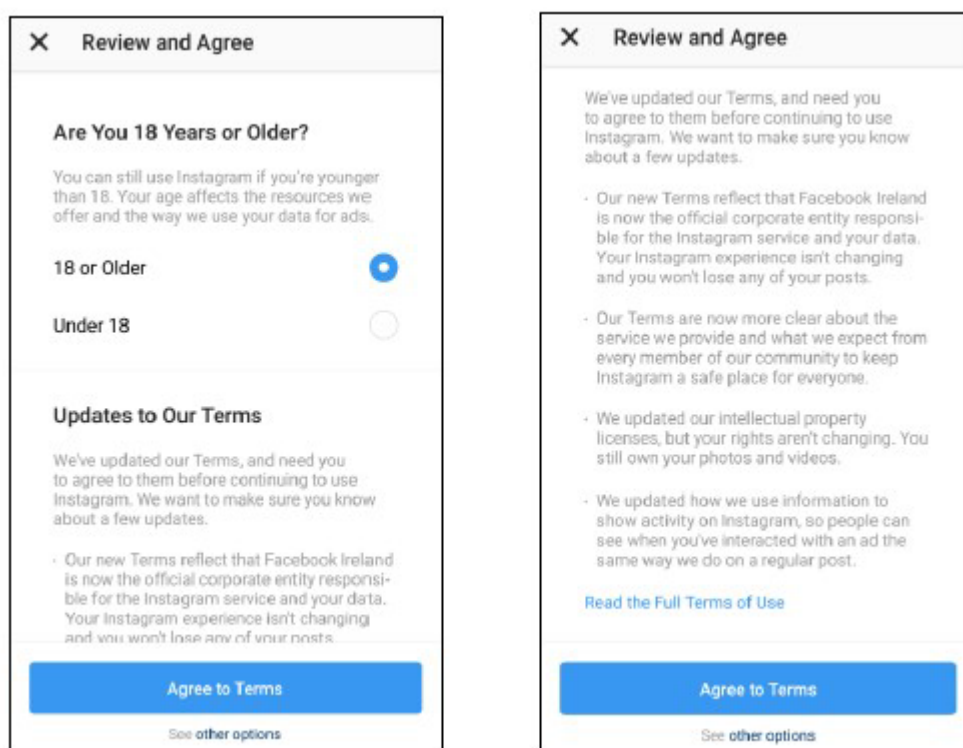 × Review and Agree
Are You 18 Years or Older?
You can still use Instagram if you're younger
than 18. Your age affects the resources we
offer and the way we use your data for ads.
18 or Older
Under 18
Updates to Our Terms
We've updated our Terms, and need you
to agree to them before continuing to use
Instagram. We want to make sure you know
about a few updates.
· Our new Terms reflect that Facebook Ireland
is now the official corporate entity responsi-
ble for the Instagram service and your data.
Your Instagram experience isn't changing
and you won't lose any of your posts.
Agree to Terms
See other options
× Review and Agree
We've updated our Terms, and need you
to agree to them before continuing to use
Instagram. We want to make sure you know
about a few updates.
· Our new Terms reflect that Facebook Ireland
is now the official corporate entity responsi-
ble for the Instagram service and your data.
Your Instagram experience isn't changing
and you won't lose any of your posts.
· Our Terms are now more clear about the
service we provide and what we expect from
every member of our community to keep
Instagram a safe place for everyone.
· We updated our intellectual property
licenses, but your rights aren't changing. You
still own your photos and videos.
· We updated how we use information to
show activity on Instagram, so people can
see when you've interacted with an ad the
same way we do on a regular post.
Read the Full Terms of Use
Agree to Terms
See other options